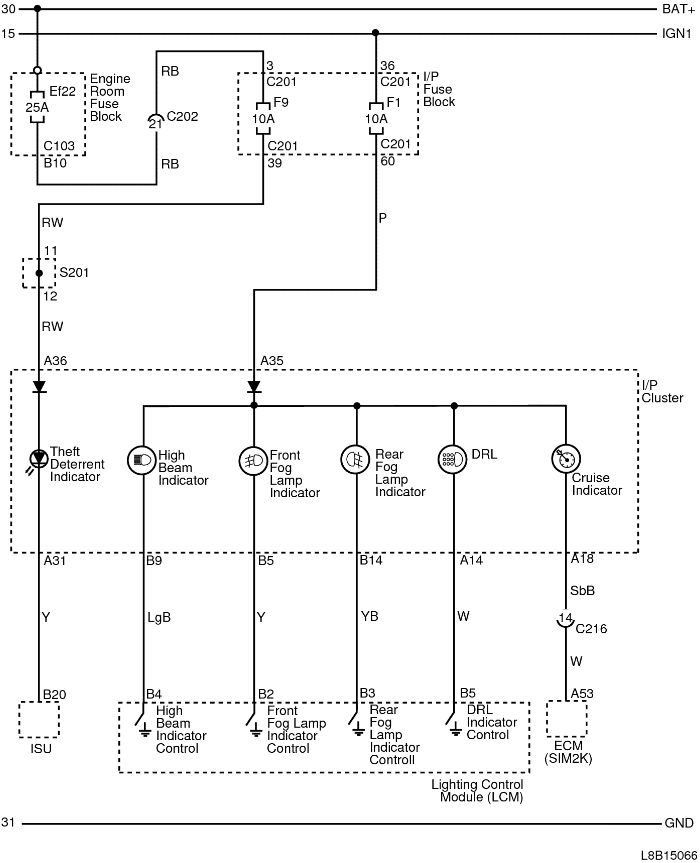 30 BAT+
15 IGN1
Engine
Room
Fuse
Block
Ef22
25A
C103
B10
RB
C202
21
RB
3
C201
F9
10A
C201
39
36
C201
F1
10A
C201
60
I/P
Fuse
Block
RW
P
11
S201
12
RW
A36
A35
I/P
Cluster
Theft
Deterrent
Indicator
High
Beam
Indicator
Front
Fog
Lamp
Indicator
Rear
Fog
Lamp
Indicator
DRL
Cruise
Indicator
A31
B9
B5
B14
A14
A18
SbB
Y
LgB
Y
YB
W
14
C216
W
B20
B4
B2
B3
B5
A53
High
Beam
Indicator
Control
Front
Fog Lamp
Indicator
Control
Rear
Fog
Lamp
Indicator
Controll
DRL
Indicator
Control
ISU
ECM
(SIM2K)
Lighting Control
Module (LCM)
31 GND
L8B15066